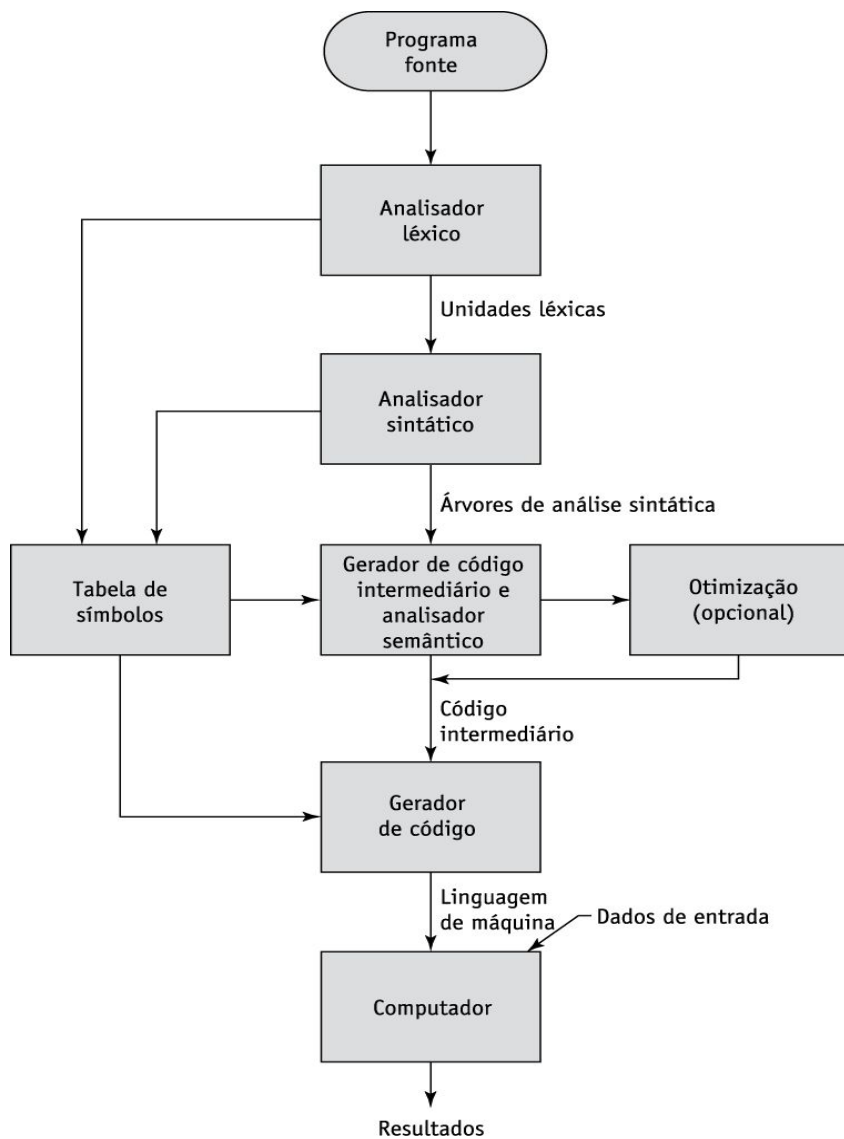 Programa
fonte
Analisador
léxico
Unidades léxicas
Analisador
sintático
Árvores de análise sintática
Tabela de
símbolos
Gerador de código
intermediário e
analisador
semântico
Otimização
(opcional)
Código
intermediário
Gerador
de código
Linguagem
de máquina
Dados de entrada
Computador
Resultados